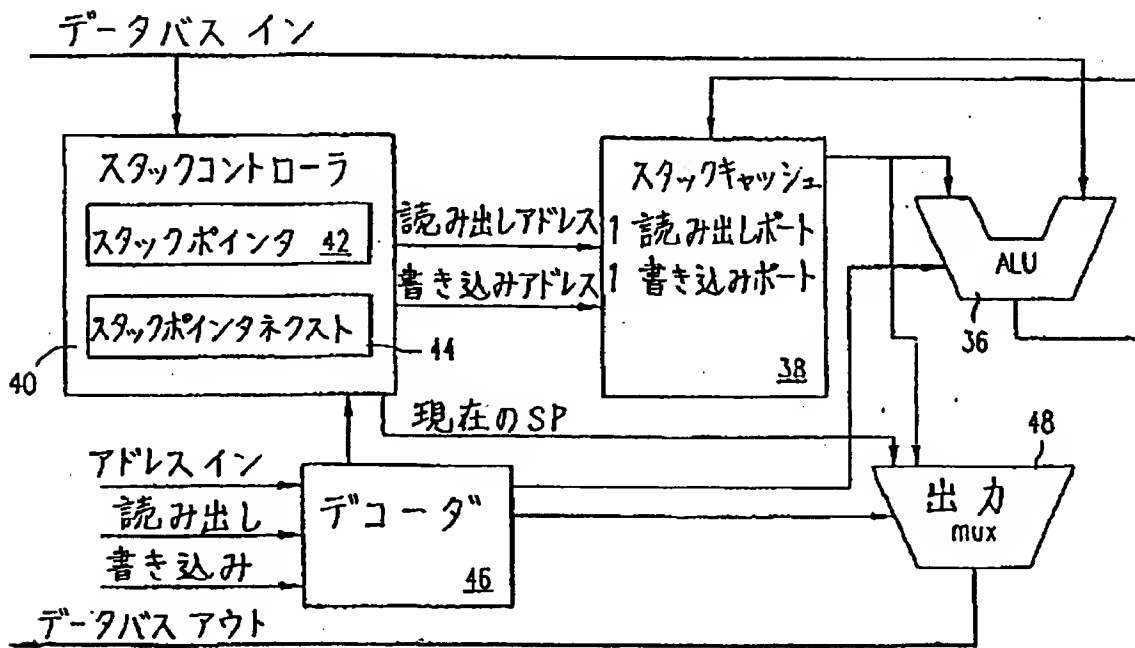 データバス イン
スタックコントローラ
スタックポインタ 42
スタックポインタネクスト
40
44
読み出しアドレス
書き込みアドレス
スタックキャッシュ
1 読み出しポート
1 書き込みポート
38
ALU
36
現在のSP
アドレスイン
読み出し
書き込み
デコーダ
46
48
出力
mux
データバス アウト